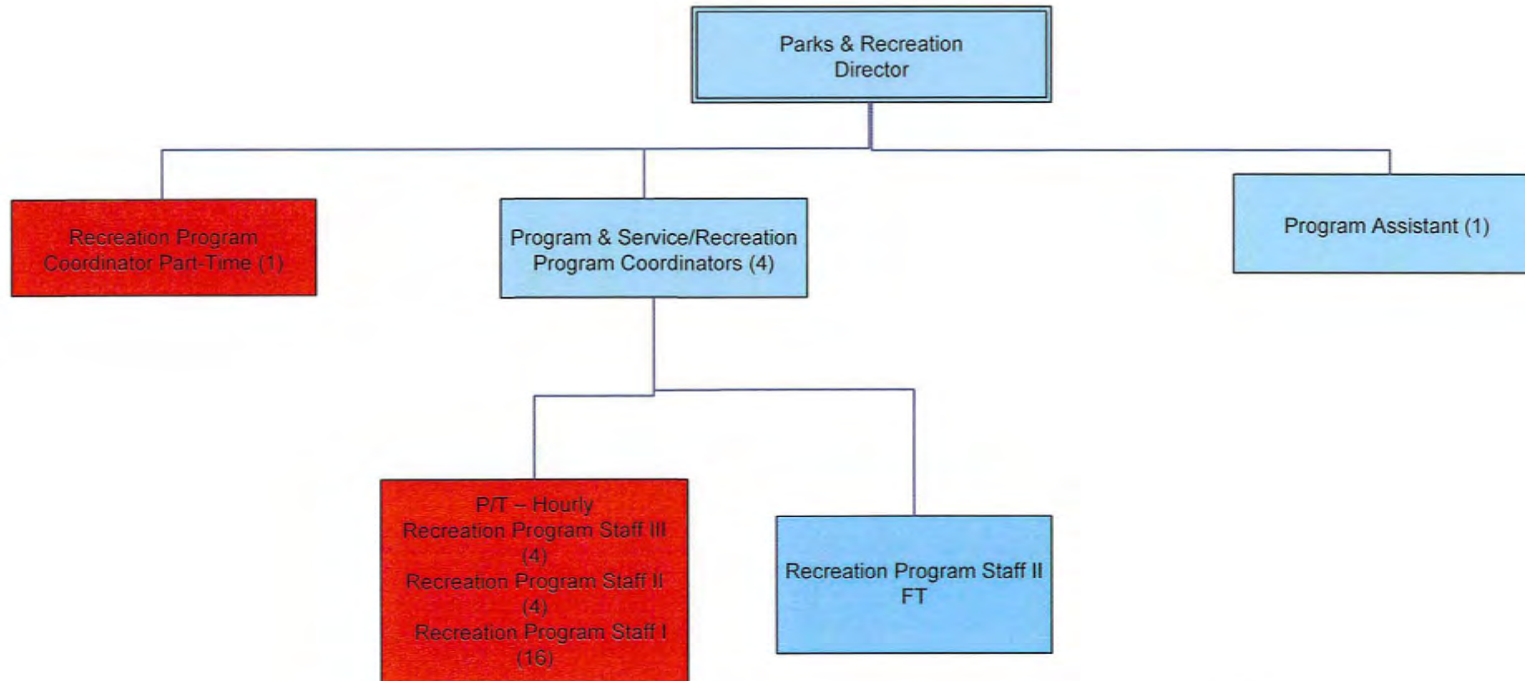 Parks & Recreation
Director
Recreation Program
Coordinator Part-Time (1)
Program & Service/Recreation
Program Coordinators (4)
Program Assistant (1)
P/T – Hourly
Recreation Program Staff III
(4)
Recreation Program Staff II
(4)
Recreation Program Staff I
(16)
Recreation Program Staff II
FT